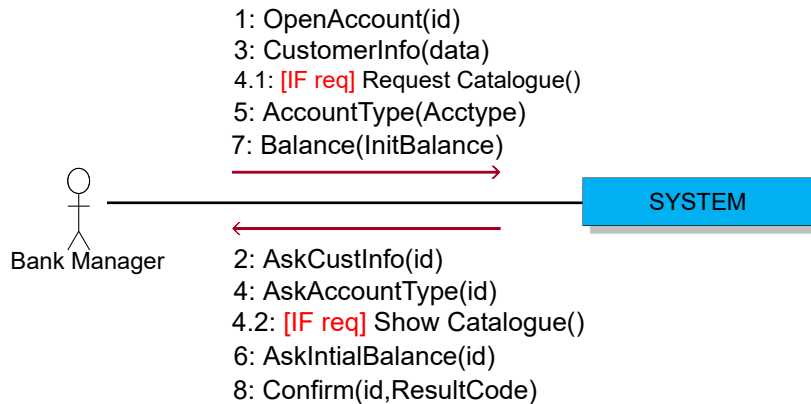 1: OpenAccount(id)
3: CustomerInfo(data)
4.1: [IF req] Request Catalogue()
5: AccountType(Acctype)
7: Balance(InitBalance)
SYSTEM
Bank Manager
2: AskCustInfo(id)
4: AskAccountType(id)
4.2: [IF req] Show Catalogue()
6: AskIntialBalance(id)
8: Confirm(id,ResultCode)